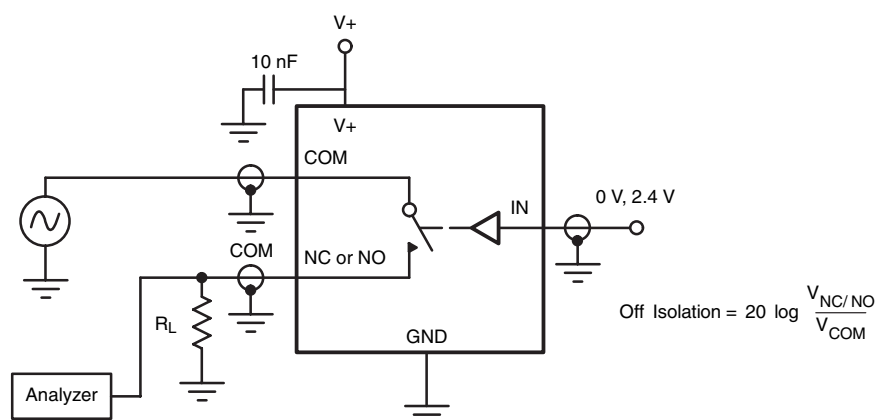 V+
10 nF
V+
COM
IN
0 V, 2.4 V
COM
NC or NO
Off Isolation = 20 log V_NC/NO / V_COM
R_L
GND
Analyzer